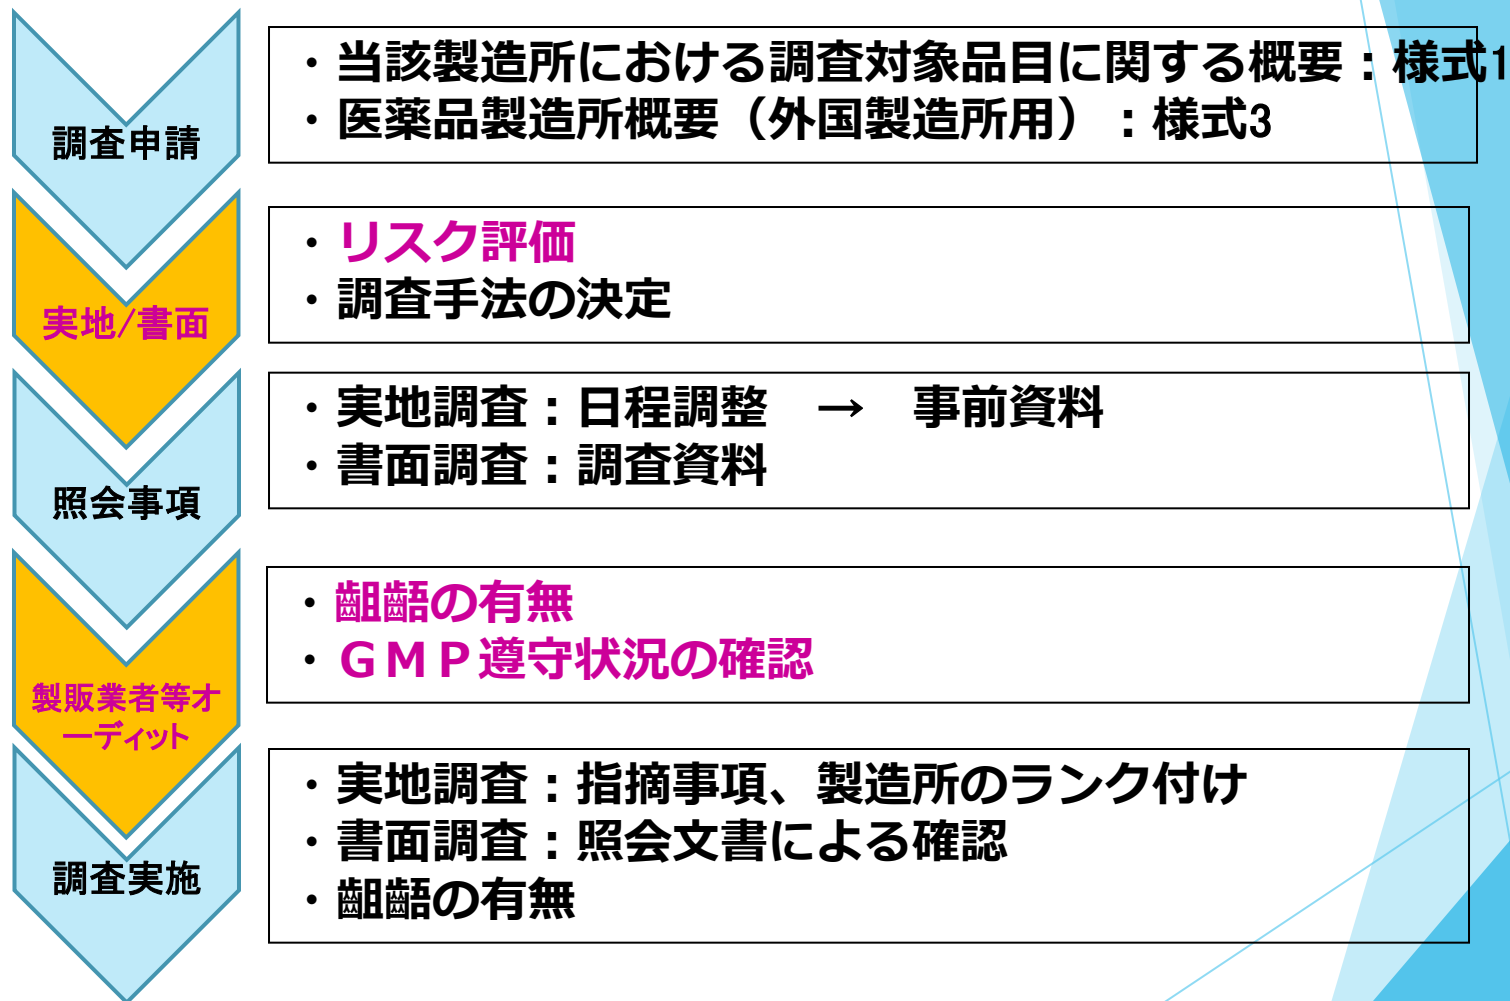 調査申請
・当該製造所における調査対象品目に関する概要：様式1
・医薬品製造所概要（外国製造所用）：様式3
実地/書面
・リスク評価
・調査手法の決定
照会事項
・実地調査：日程調整　→　事前資料
・書面調査：調査資料
製販業者等オ
ーディット
・齟齬の有無
・ＧＭＰ遵守状況の確認
調査実施
・実地調査：指摘事項、製造所のランク付け
・書面調査：照会文書による確認
・齟齬の有無